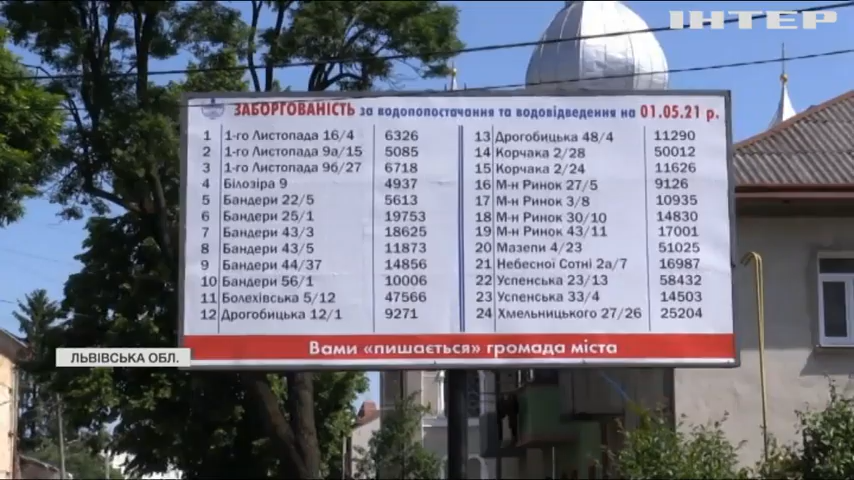 ІНТЕР
ЗАБОРГОВАНІСТЬ за водопопостачання та водовідведення на 01.05.21 р.
1 1-го Листопада 16/4 6326
2 1-го Листопада 9а/15 5085
3 1-го Листопада 9б/27 6718
4 Білозіра 9 4937
5 Бандери 22/5 5613
6 Бандери 25/1 19753
7 Бандери 43/3 18625
8 Бандери 43/5 11873
9 Бандери 44/37 14856
10 Бандери 56/1 10006
11 Болехівська 5/12 47566
12 Дрогобицька 12/1 9271
13 Дрогобицька 48/4 11290
14 Корчака 2/28 50012
15 Корчака 2/24 11626
16 М-н Ринок 27/5 9126
17 М-н Ринок 3/8 10935
18 М-н Ринок 30/10 14830
19 М-н Ринок 43/11 17001
20 Мазепи 4/23 51025
21 Небесної Сотні 2а/7 16987
22 Успенська 23/13 58432
23 Успенська 33/4 14503
24 Хмельницького 27/26 25204
Вами «пишається» громада міста
ЛЬВІВСЬКА ОБЛ.